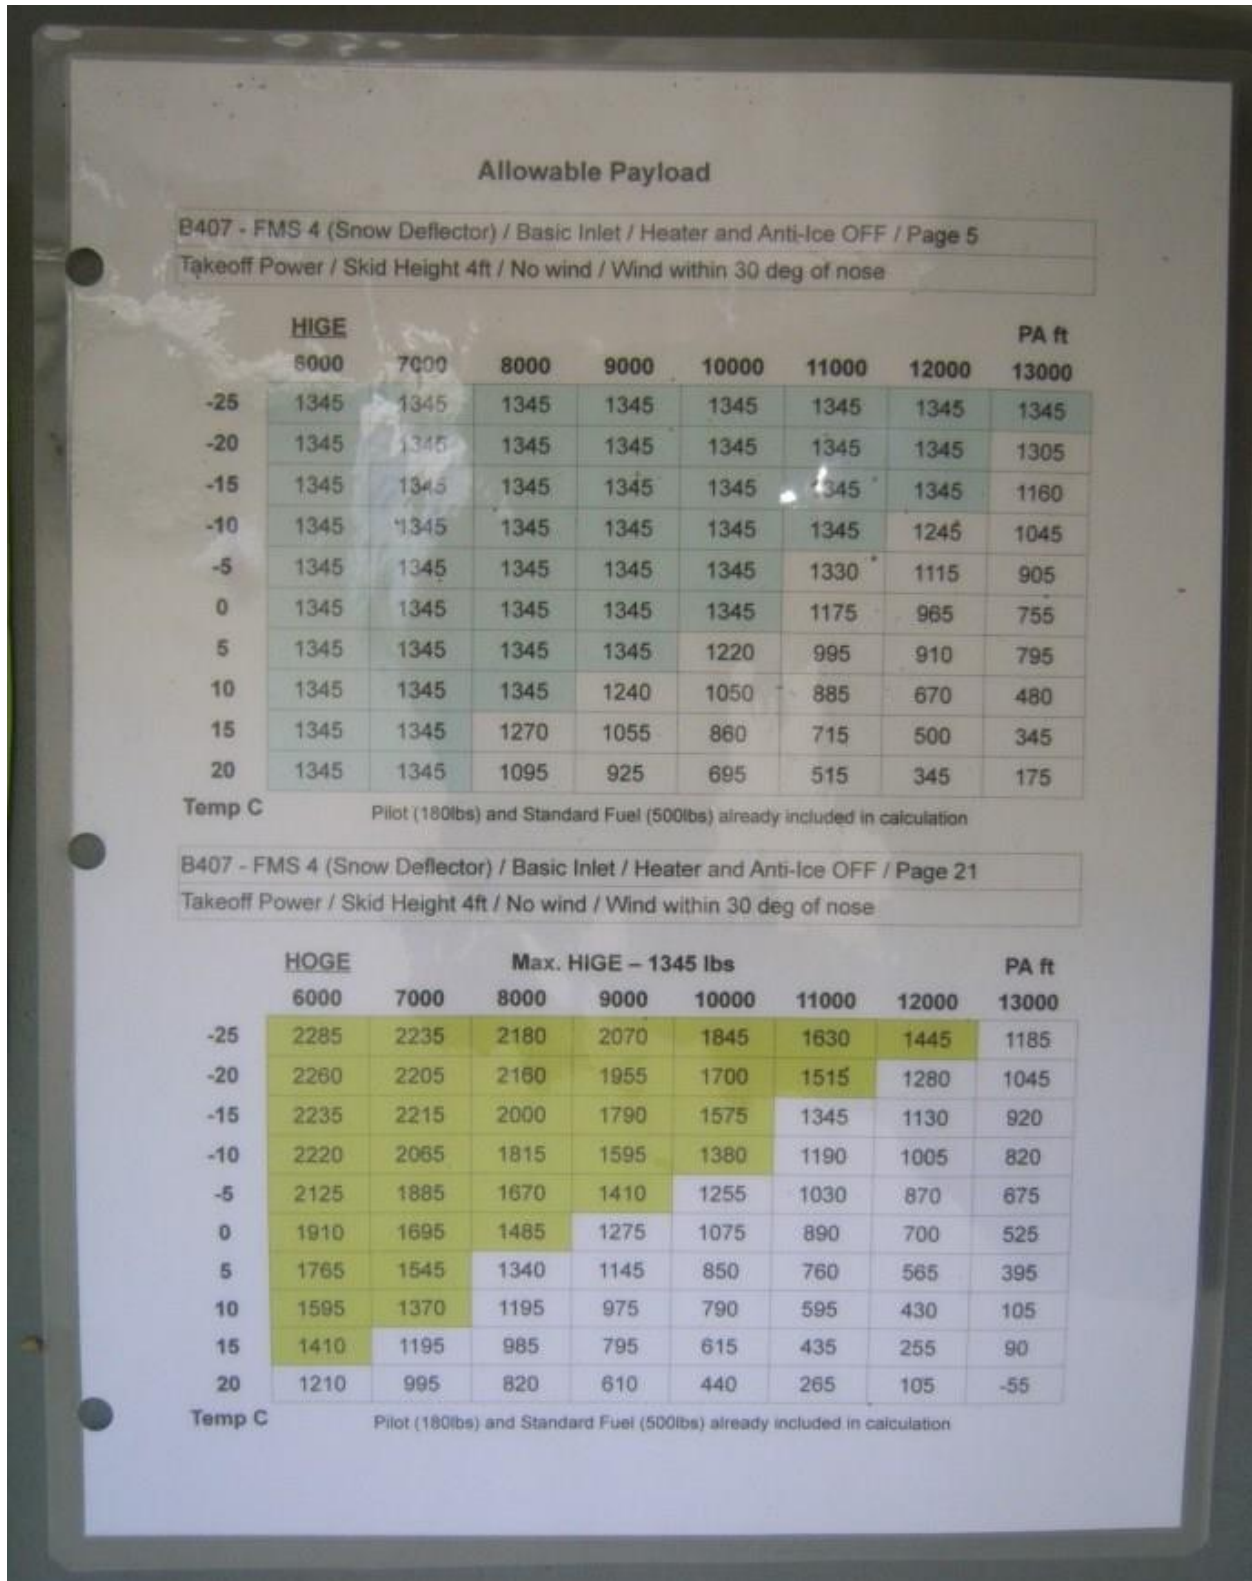 Allowable Payload
B407 - FMS 4 (Snow Deflector) / Basic Inlet / Heater and Anti-Ice OFF / Page 5
Takeoff Power / Skid Height 4ft / No wind / Wind within 30 deg of nose
HIGE PA ft
6000 7000 8000 9000 10000 11000 12000 13000
-25 1345 1345 1345 1345 1345 1345 1345 1345
-20 1345 1345 1345 1345 1345 1345 1345 1305
-15 1345 1345 1345 1345 1345 1345 1345 1160
-10 1345 1345 1345 1345 1345 1345 1245 1045
-5 1345 1345 1345 1345 1345 1330 1115 905
0 1345 1345 1345 1345 1345 1175 965 755
5 1345 1345 1345 1345 1220 995 910 795
10 1345 1345 1345 1240 1050 885 670 480
15 1345 1345 1270 1055 860 715 500 345
20 1345 1345 1095 925 695 515 345 175
Temp C Pilot (180lbs) and Standard Fuel (500lbs) already included in calculation
B407 - FMS 4 (Snow Deflector) / Basic Inlet / Heater and Anti-Ice OFF / Page 21
Takeoff Power / Skid Height 4ft / No wind / Wind within 30 deg of nose
HOGE Max. HIGE – 1345 lbs PA ft
6000 7000 8000 9000 10000 11000 12000 13000
-25 2285 2235 2180 2070 1845 1630 1445 1185
-20 2260 2205 2160 1955 1700 1515 1280 1045
-15 2235 2215 2000 1790 1575 1345 1130 920
-10 2220 2065 1815 1595 1380 1190 1005 820
-5 2125 1885 1670 1410 1255 1030 870 675
0 1910 1695 1485 1275 1075 890 700 525
5 1765 1545 1340 1145 850 760 565 395
10 1595 1370 1195 975 790 595 430 105
15 1410 1195 985 795 615 435 255 90
20 1210 995 820 610 440 265 105 -55
Temp C Pilot (180lbs) and Standard Fuel (500lbs) already included in calculation